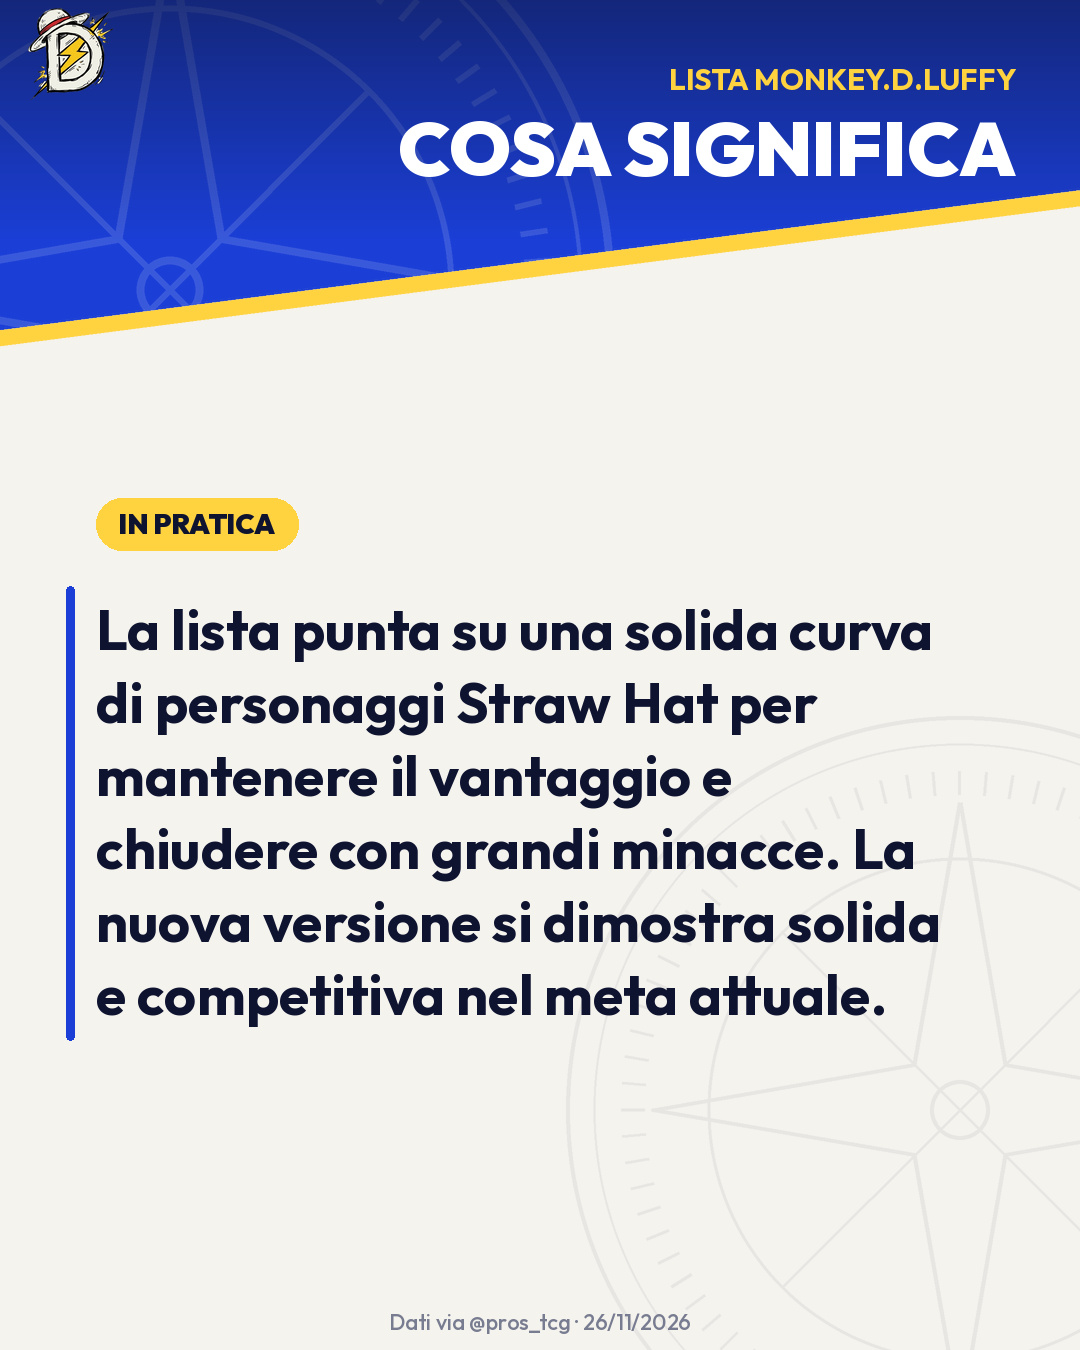 D
LISTA MONKEY.D.LUFFY
COSA SIGNIFICA
IN PRATICA
La lista punta su una solida curva
di personaggi Straw Hat per
mantenere il vantaggio e
chiudere con grandi minacce. La
nuova versione si dimostra solida
e competitiva nel meta attuale.
Dati via @pros_tcg · 26/11/2026